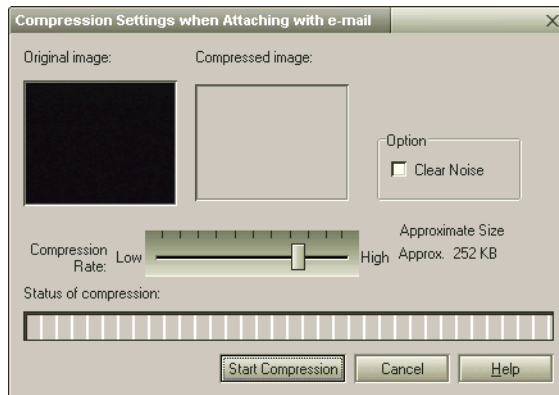 Compression Settings when Attaching with e-mail
Original image:
Compressed image:
Option
Clear Noise
Compression
Rate:
Low
High
Approximate Size
Approx. 252 KB
Status of compression:
Start Compression
Cancel
Help